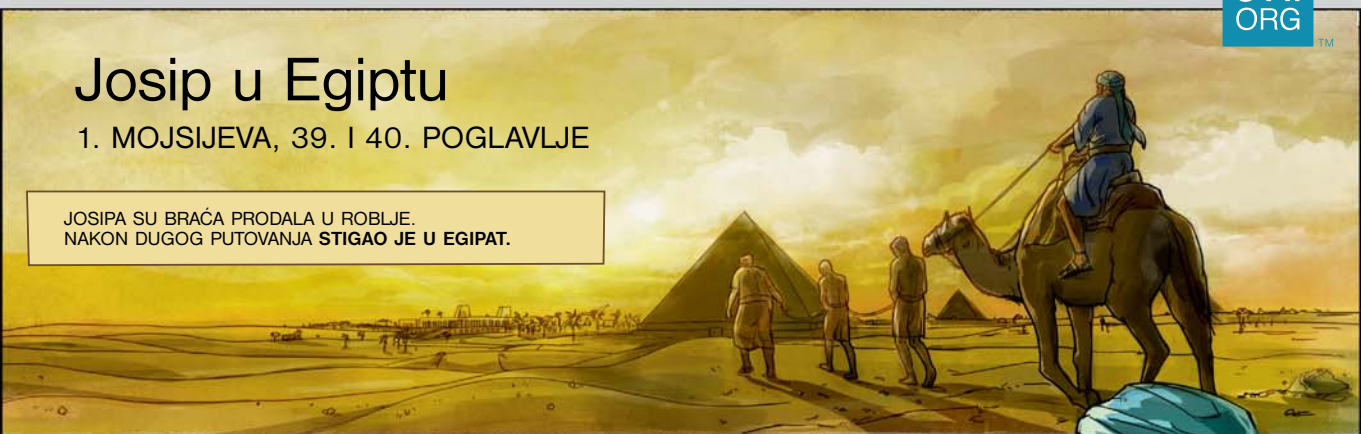 ORG
TM
Josip u Egiptu
1. MOJSIJEVA, 39. I 40. POGLAVLJE
JOSIPA SU BRAĆA PRODALA U ROBLJE.
NAKON DUGOG PUTOVANJA STIGAO JE U EGIPAT.